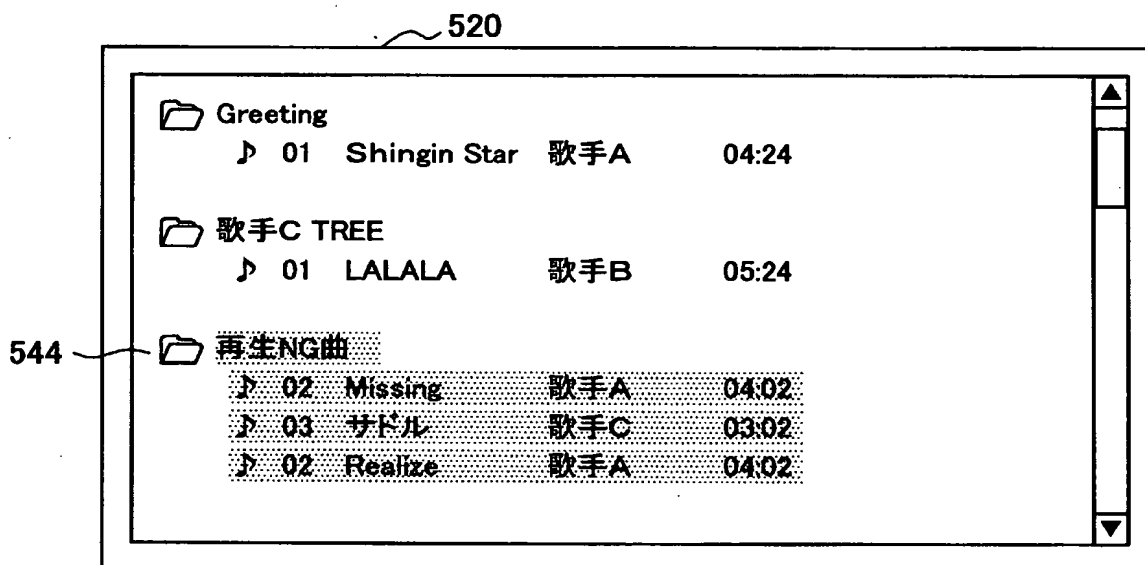 520
Greeting
♪ 01 Shingin Star 歌手A 04:24
歌手C TREE
♪ 01 LALALA 歌手B 05:24
544
再生NG曲
♪ 02 Missing 歌手A 04:02
♪ 03 サドル 歌手C 03:02
♪ 02 Realize 歌手A 04:02